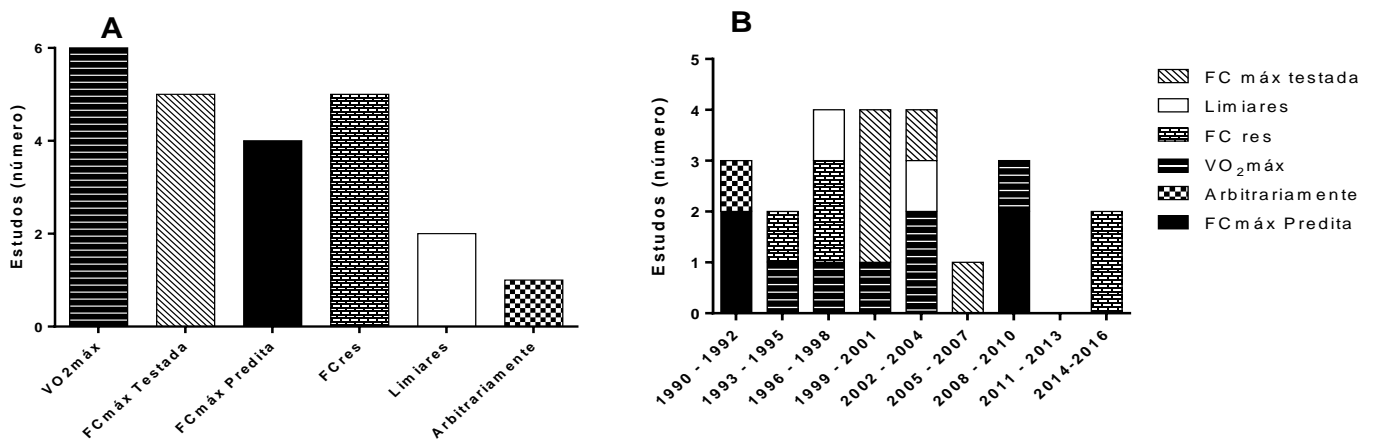 A
Estudos (número)
6
4
2
0
VO2máx
FCmáx Testada
FCmáx Predita
FCres
Limiares
Arbitrariamente
B
Estudos (número)
5
4
3
2
1
0
1990 - 1992
1993 - 1995
1996 - 1998
1999 - 2001
2002 - 2004
2005 - 2007
2008 - 2010
2011 - 2013
2014-2016
FC máx testada
Limiares
FC res
VO2máx
Arbitrariamente
FCmáx Predita